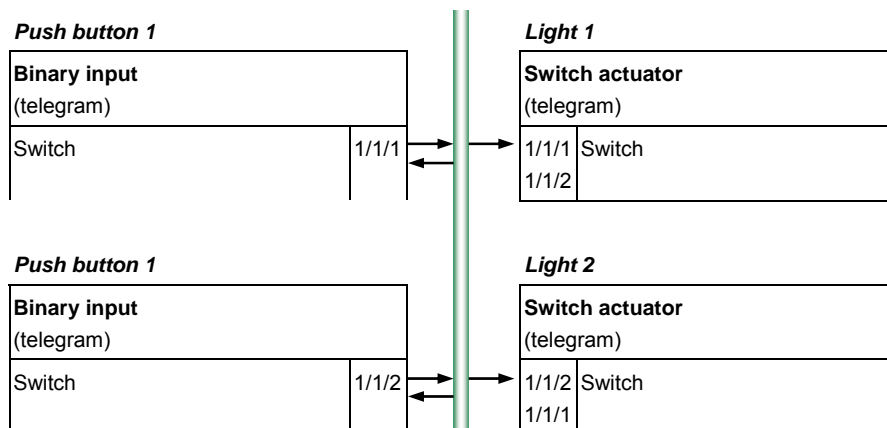 Push button 1
Light 1
Binary input
(telegram)
Switch actuator
(telegram)
Switch
1/1/1
1/1/1
Switch
1/1/2
Push button 1
Light 2
Binary input
(telegram)
Switch actuator
(telegram)
Switch
1/1/2
1/1/2
Switch
1/1/1